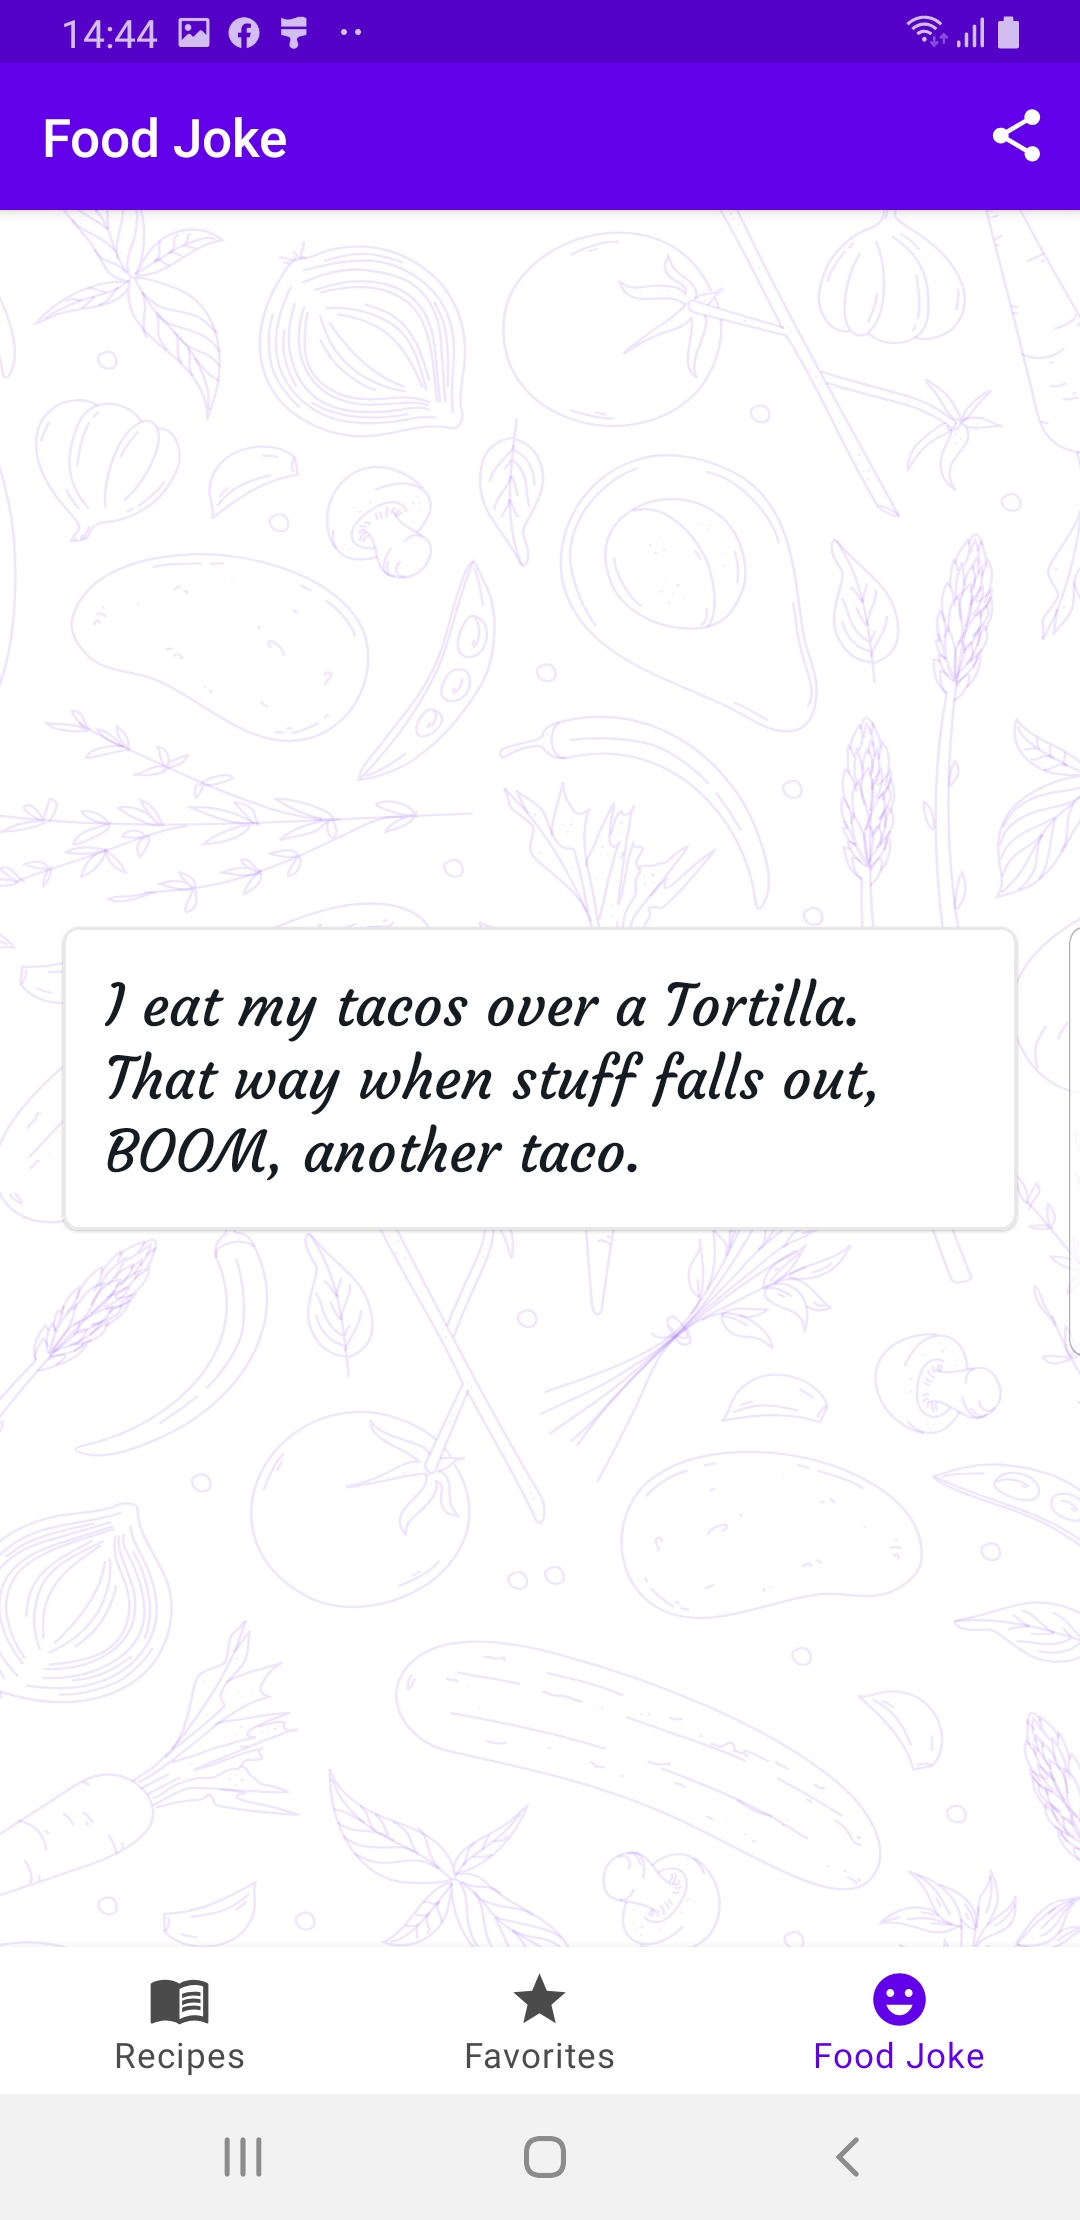 14:44
Food Joke
I eat my tacos over a Tortilla.
That way when stuff falls out,
BOOM, another taco.
Recipes
Favorites
Food Joke